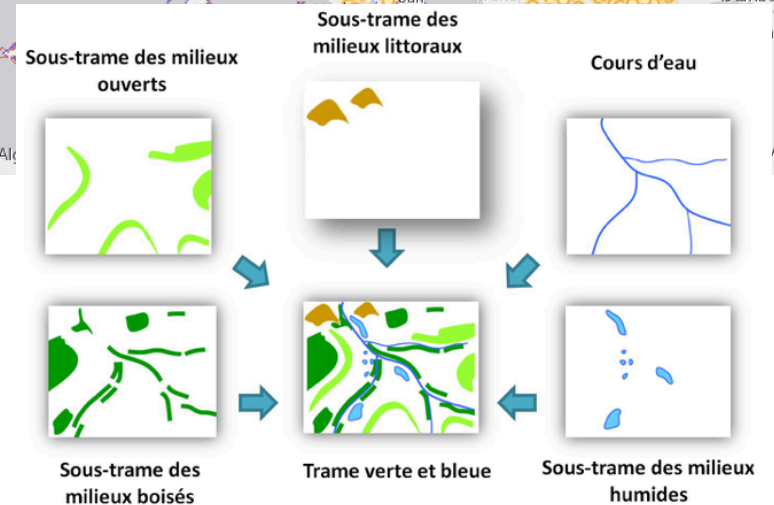 Sous-trame des
milieux littoraux
Sous-trame des milieux
ouverts
Cours d'eau
Sous-trame des
milieux boisés
Trame verte et bleue
Sous-trame des milieux
humides